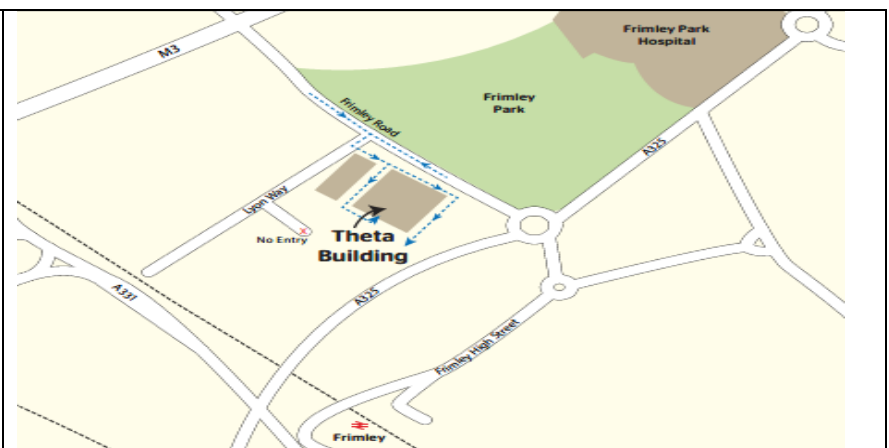 Frimley Park
Hospital
M3
Frimley
Park
Frimley Road
A325
Lyon Way
X
No Entry
Theta
Building
A331
A325
Frimley High Street
Frimley